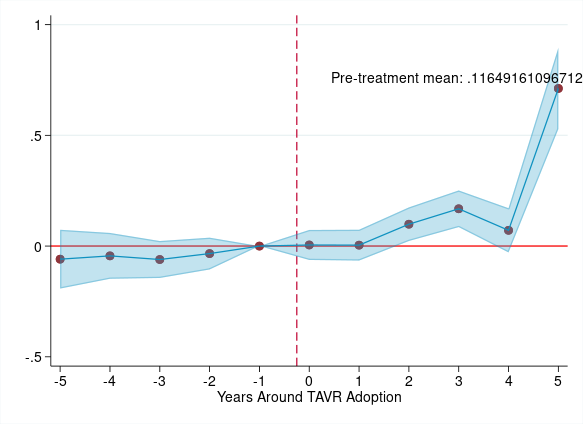 1
Pre-treatment mean: .11649161096712
.5
0
-.5
-5 -4 -3 -2 -1 0 1 2 3 4 5
Years Around TAVR Adoption